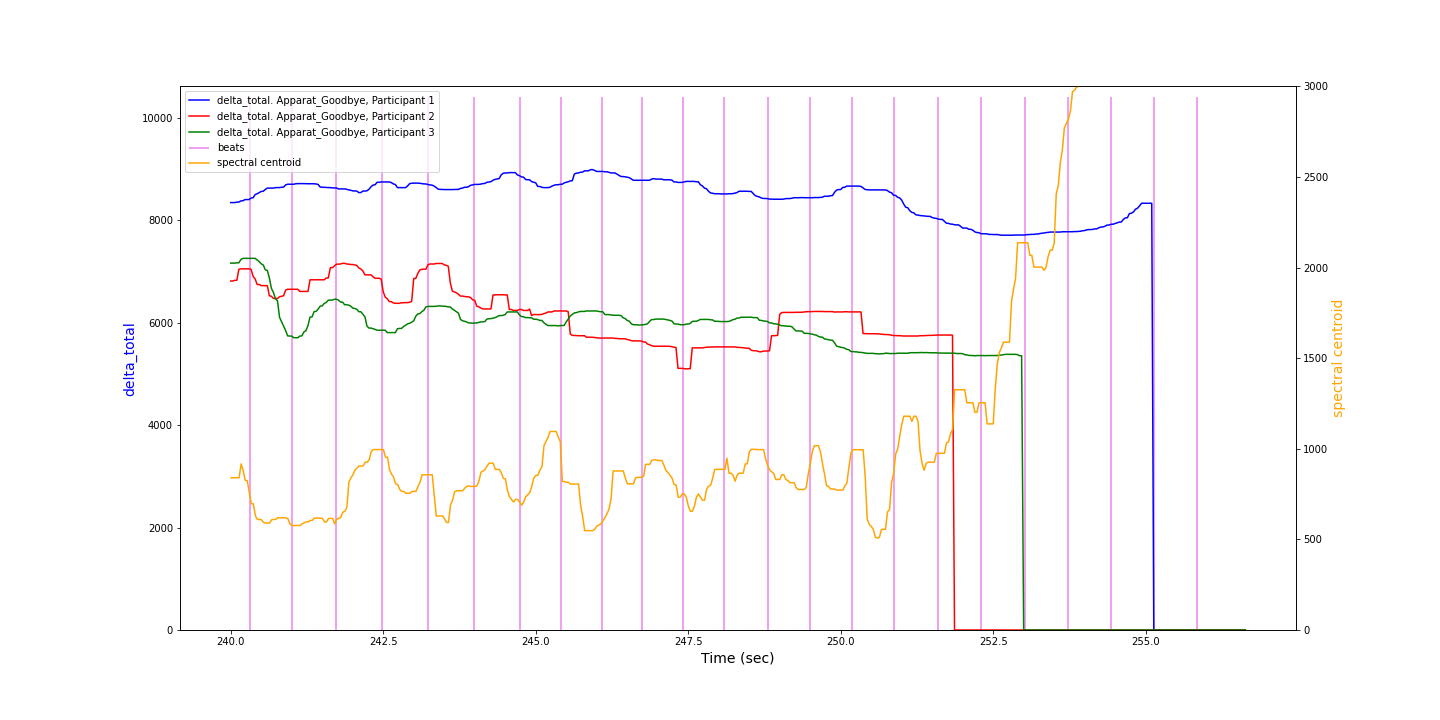 delta_total. Apparat_Goodbye, Participant 1
delta_total. Apparat_Goodbye, Participant 2
delta_total. Apparat_Goodbye, Participant 3
beats
spectral centroid
10000
8000
6000
4000
2000
0
delta_total
3000
2500
2000
1500
1000
500
0
spectral centroid
240.0 242.5 245.0 247.5 250.0 252.5 255.0
Time (sec)